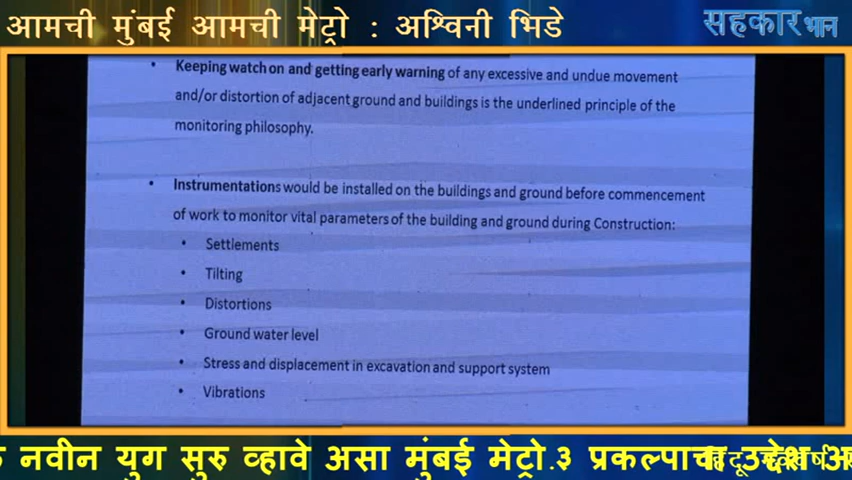 आमची मुंबई आमची मेट्रो : अश्विनी भिडे
सहकार भान
• Keeping watch on and getting early warning of any excessive and undue movement
and/or distortion of adjacent ground and buildings is the underlined principle of the
monitoring philosophy.
• Instrumentations would be installed on the buildings and ground before commencement
of work to monitor vital parameters of the building and ground during Construction:
• Settlements
• Tilting
• Distortions
• Ground water level
• Stress and displacement in excavation and support system
• Vibrations
नवीन युग सुरु व्हावे असा मुंबई मेट्रो.३ प्रकल्पाचा उद्देश